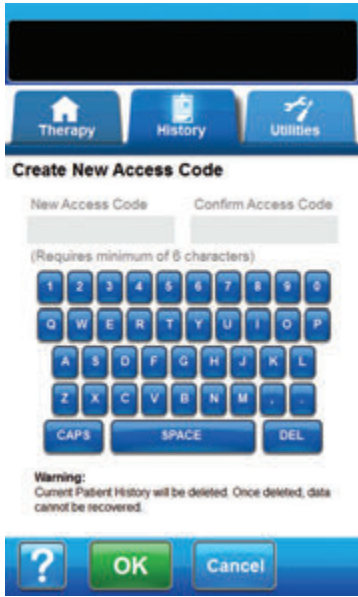 Therapy History Utilities
Create New Access Code
New Access Code Confirm Access Code
(Requires minimum of 6 characters)
1 2 3 4 5 6 7 8 9 0
Q W E R T Y U I O P
A S D F G H J K L
Z X C V B N M , .
CAPS SPACE DEL
Warning:
Current Patient History will be deleted. Once deleted, data
cannot be recovered.
? OK Cancel